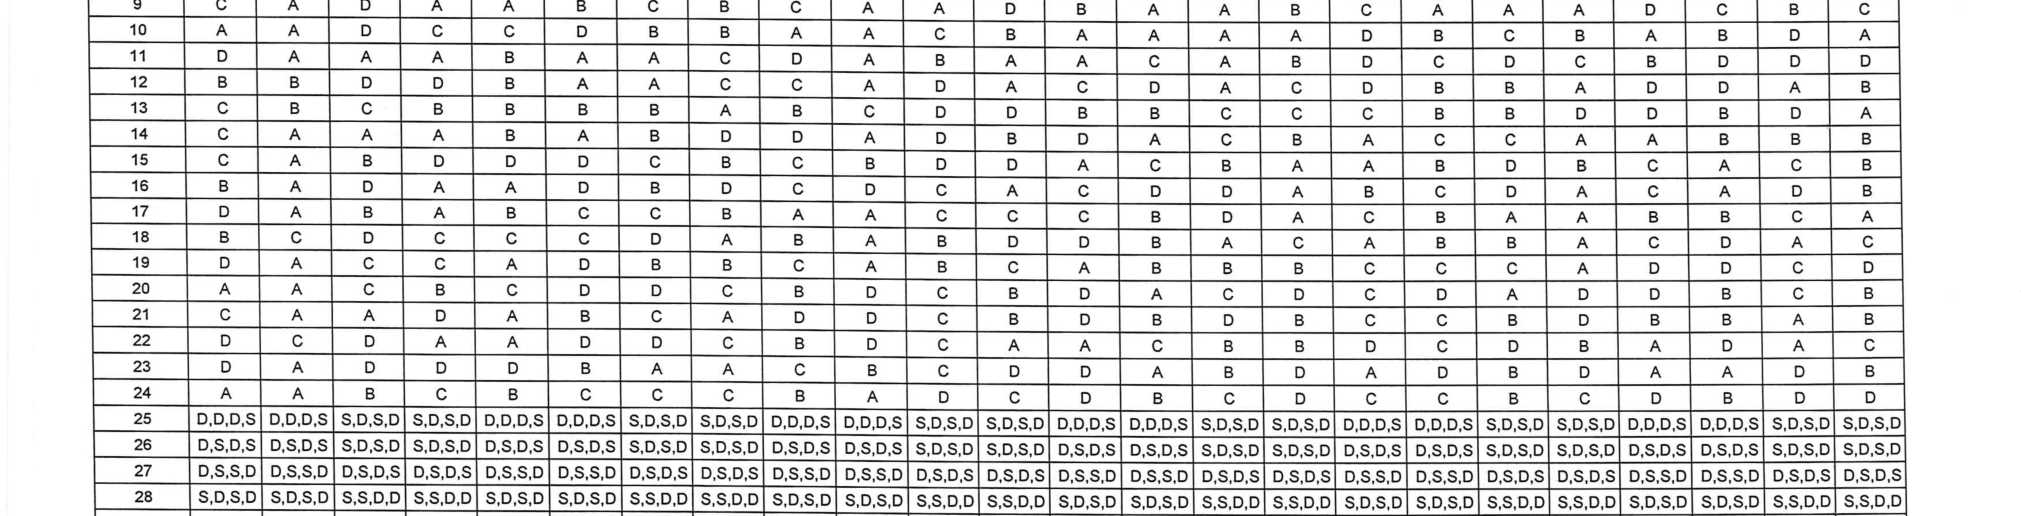 9 C A D A A B C B C A A D B A A B C A A A D C B C
10 A A D C C D B B A A C B A A A A D B C B A B D A
11 D A A A B A A C D A B A A C A B D C D C B D D D
12 B B D D B A A C C A D A C D A C D B B A D D A B
13 C B C B B B B A B C D D B B C C C B B D D B D A
14 C A A A B A B D D A D B D A C B A C C A A B B B
15 C A B D D D C B C B D D A C B A A B D B C A C B
16 B A D A A D B D C D C A C D D A B C D A C A D B
17 D A B A B C C B A A C C C B D A C B A A B B C A
18 B C D C C C D A B A B D D B A C A B B A C D A C
19 D A C C A D B B C A B C A B B B C C C A D D C D
20 A A C B C D D C B D C B D A C D C D A D D B C B
21 C A A D A B C A D D C B D B D B C C B D B B A B
22 D C D A A D D C B D C A A C B B D C D B A D A C
23 D A D D D B A A C B C D D A B D A D B D A A D B
24 A A B C B C C C B A D C D B C D C C B C D B D D
25 D,D,D,S D,D,D,S S,D,S,D S,D,S,D D,D,D,S D,D,D,S S,D,S,D S,D,S,D D,D,D,S D,D,D,S S,D,S,D S,D,S,D D,D,D,S D,D,D,S S,D,S,D S,D,S,D D,D,D,S D,D,D,S S,D,S,D S,D,S,D D,D,D,S D,D,D,S S,D,S,D S,D,S,D
26 D,S,D,S D,S,D,S D,S,D,S D,S,D,S D,S,D,S D,S,D,S D,S,D,S D,S,D,S D,S,D,S D,S,D,S S,D,S,D S,D,S,D D,S,D,S D,S,D,S S,D,S,D S,D,S,D D,S,D,S D,S,D,S S,D,S,D S,D,S,D D,S,D,S D,S,D,S S,D,S,D S,D,S,D
27 D,S,S,D D,S,S,D D,S,D,S D,S,D,S D,S,S,D D,S,S,D D,S,D,S D,S,D,S D,S,S,D D,S,S,D D,S,D,S D,S,D,S D,S,S,D D,S,S,D D,S,D,S D,S,D,S D,S,S,D D,S,S,D D,S,D,S D,S,D,S D,S,S,D D,S,S,D D,S,D,S D,S,D,S
28 S,D,S,D S,D,S,D S,S,D,D S,S,D,D S,D,S,D S,D,S,D S,S,D,D S,S,D,D S,D,S,D S,D,S,D S,S,D,D S,S,D,D S,D,S,D S,D,S,D S,S,D,D S,S,D,D S,D,S,D S,D,S,D S,S,D,D S,S,D,D S,D,S,D S,D,S,D S,S,D,D S,S,D,D